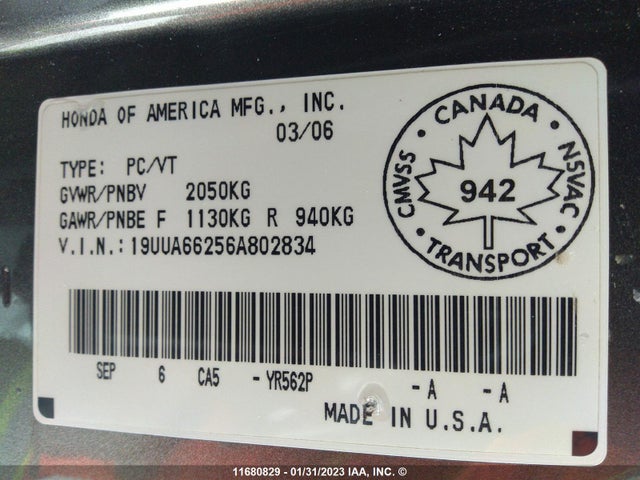 HONDA OF AMERICA MFG., INC.
03/06
TYPE: PC/VT
GVWR/PNBV 2050KG
GAWR/PNBE F 1130KG R 940KG
V.I.N.: 19UUA66256A802834
CANADA
CMVSS 942 NSVAC
TRANSPORT
SEP 6 CA5 - YR562P - A - A
MADE IN U.S.A.
11680829 - 01/31/2023 IAA, INC. ©